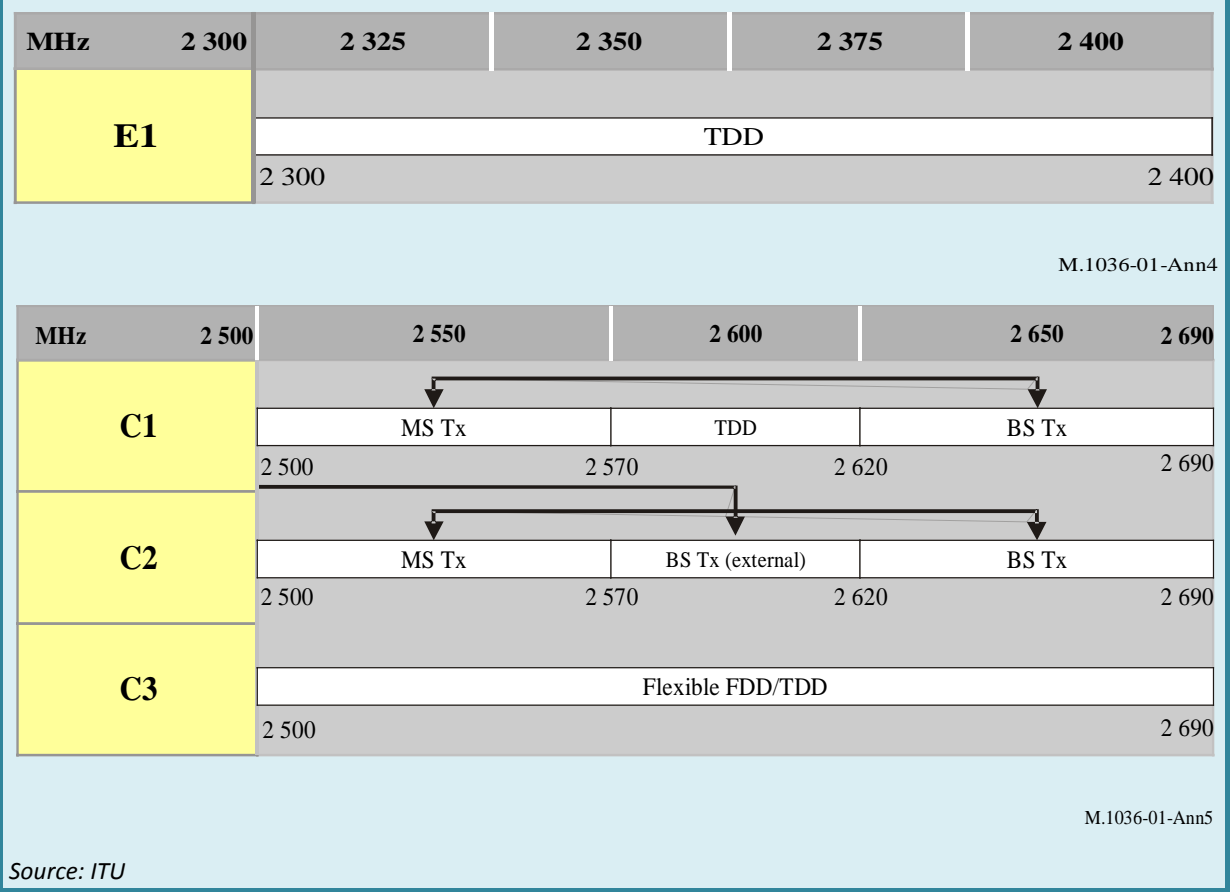 MHz 2 300 2 325 2 350 2 375 2 400
E1 TDD
2 300 2 400
M.1036-01-Ann4
MHz 2 500 2 550 2 600 2 650 2 690
C1 MS Tx TDD BS Tx
2 500 2 570 2 620 2 690
C2 MS Tx BS Tx (external) BS Tx
2 500 2 570 2 620 2 690
C3 Flexible FDD/TDD
2 500 2 690
M.1036-01-Ann5
Source: ITU